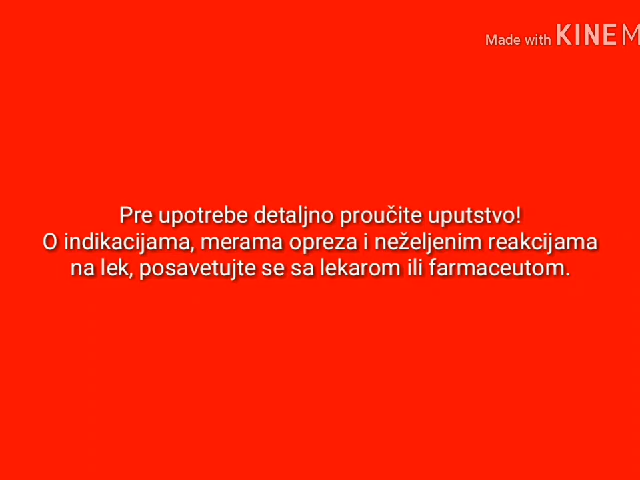 Made with KINEM
Pre upotrebe detaljno proučite uputstvo!
O indikacijama, merama opreza i neželjenim reakcijama
na lek, posavetujte se sa lekarom ili farmaceutom.